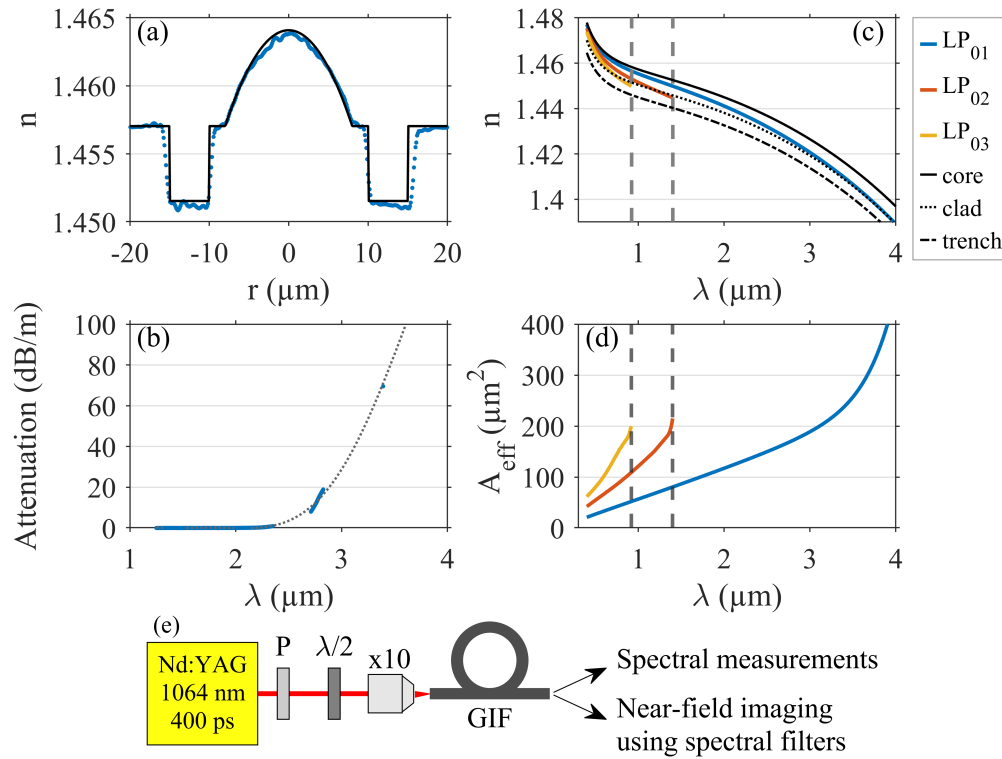 (a)
n
1.465
1.460
1.455
1.450
-20 -10 0 10 20
r (µm)
(c)
n
1.48
1.46
1.44
1.42
1.4
1 2 3 4
λ (µm)
LP01
LP02
LP03
core
clad
trench
(b)
Attenuation (dB/m)
100
80
60
40
20
0
1 2 3 4
λ (µm)
(d)
Aeff (µm²)
400
300
200
100
0
1 2 3 4
λ (µm)
(e)
Nd:YAG
1064 nm
400 ps
P
λ/2
x10
GIF
Spectral measurements
Near-field imaging
using spectral filters